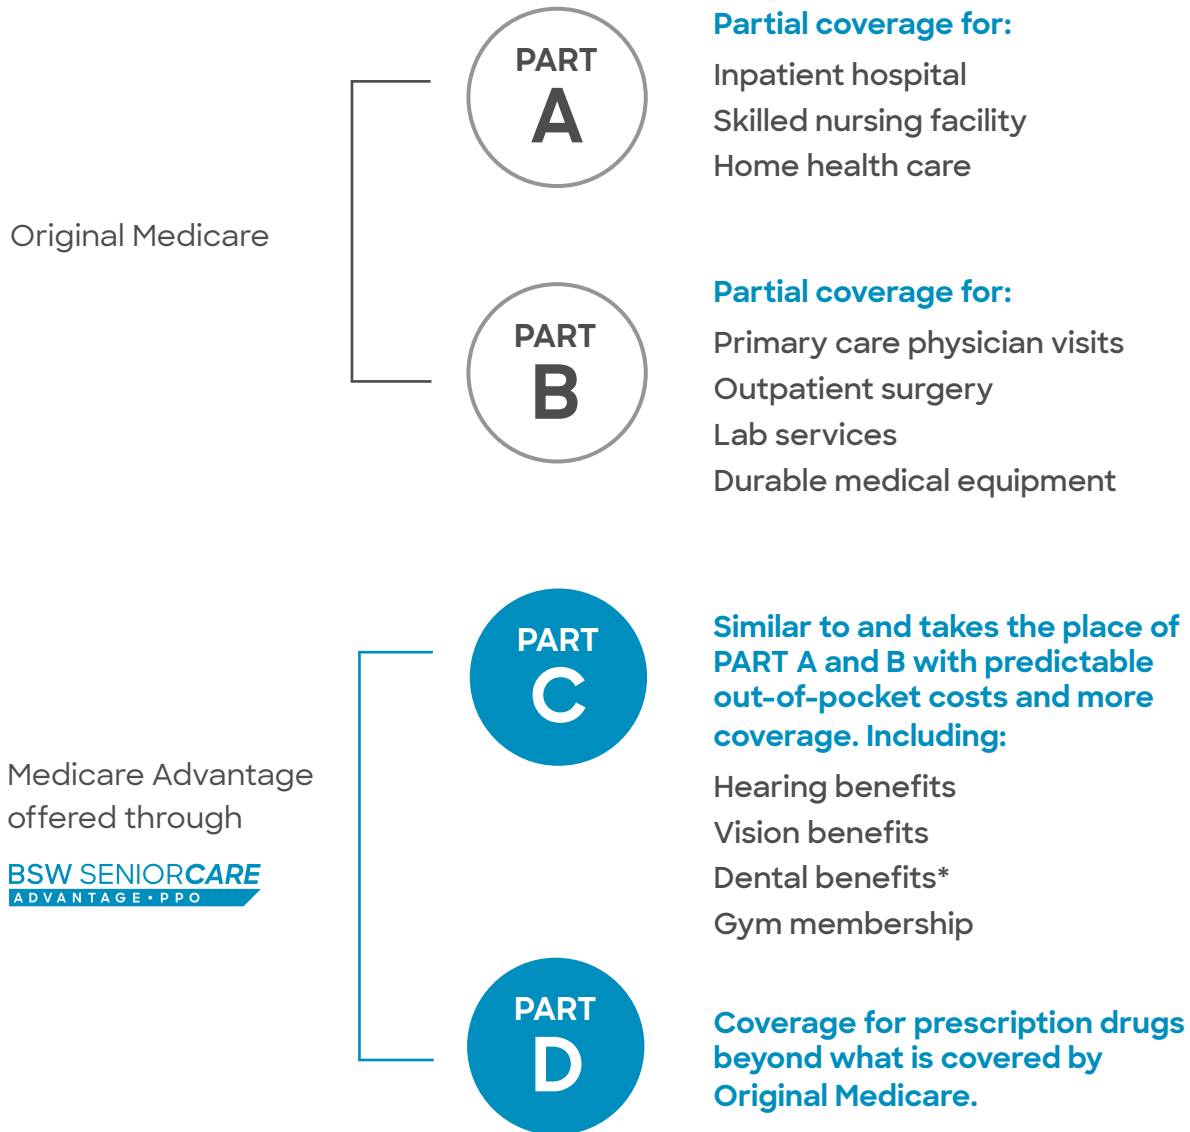 Original Medicare
PART
A
Partial coverage for:
Inpatient hospital
Skilled nursing facility
Home health care
PART
B
Partial coverage for:
Primary care physician visits
Outpatient surgery
Lab services
Durable medical equipment
Medicare Advantage
offered through
BSW SENIORCARE
ADVANTAGE • PPO
PART
C
Similar to and takes the place of
PART A and B with predictable
out-of-pocket costs and more
coverage. Including:
Hearing benefits
Vision benefits
Dental benefits*
Gym membership
PART
D
Coverage for prescription drugs
beyond what is covered by
Original Medicare.